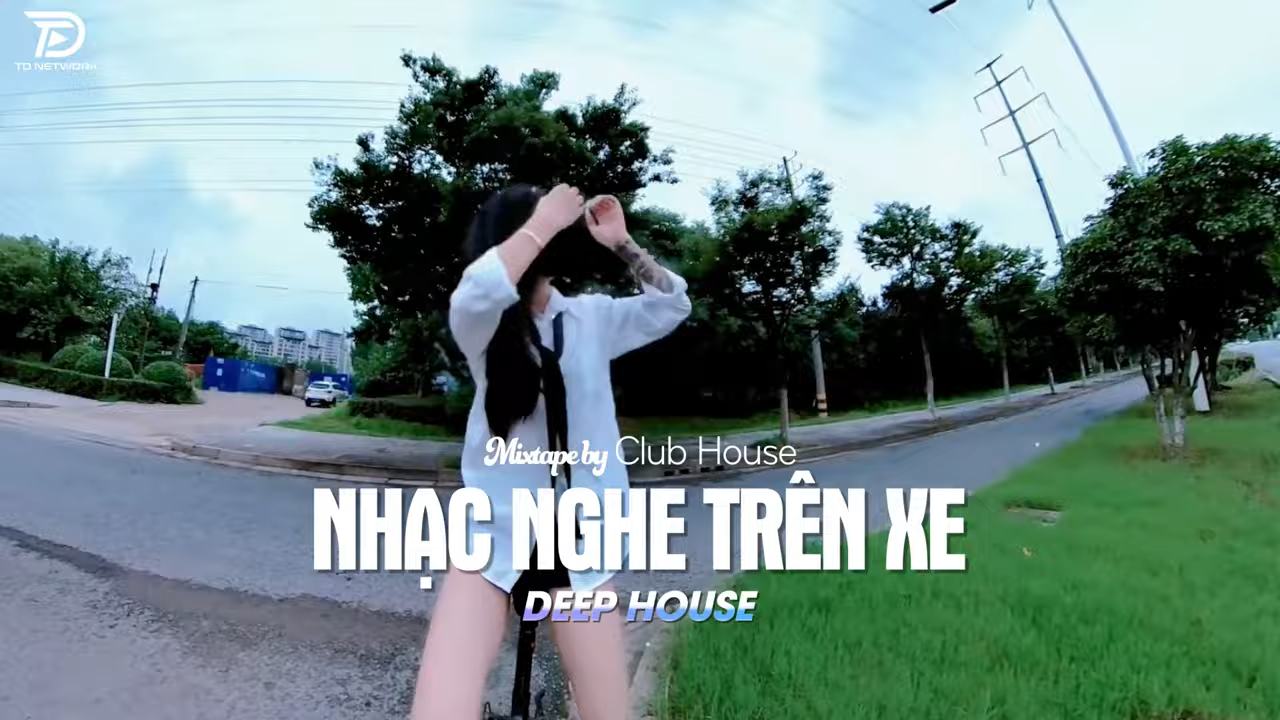 TD NETWORK
Mixtape by Club House
NHẠC NGHE TRÊN XE
DEEP HOUSE